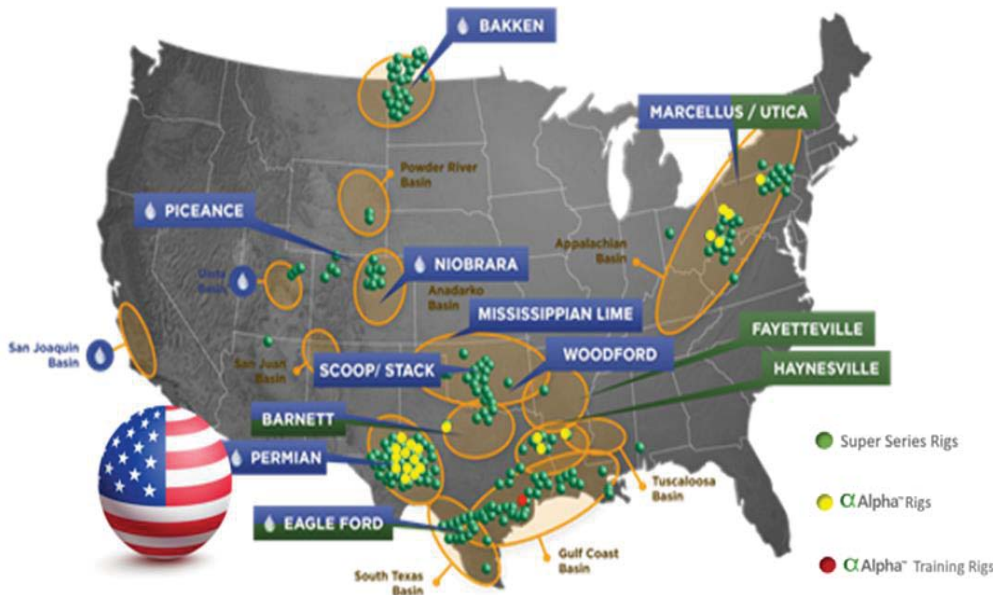 BAKKEN
MARCELLUS / UTICA
Powder River
Basin
PICEANCE
Appalachian
Basin
NIOBRARA
Uinta
Basin
Anadarko
Basin
MISSISSIPPIAN LIME
FAYETTEVILLE
San Joaquin
Basin
WOODFORD
San Juan
Basin
SCOOP/ STACK
HAYNESVILLE
BARNETT
Super Series Rigs
PERMIAN
Tuscaloosa
Basin
αAlpha™ Rigs
EAGLE FORD
Gulf Coast
Basin
South Texas
Basin
αAlpha™ Training Rigs